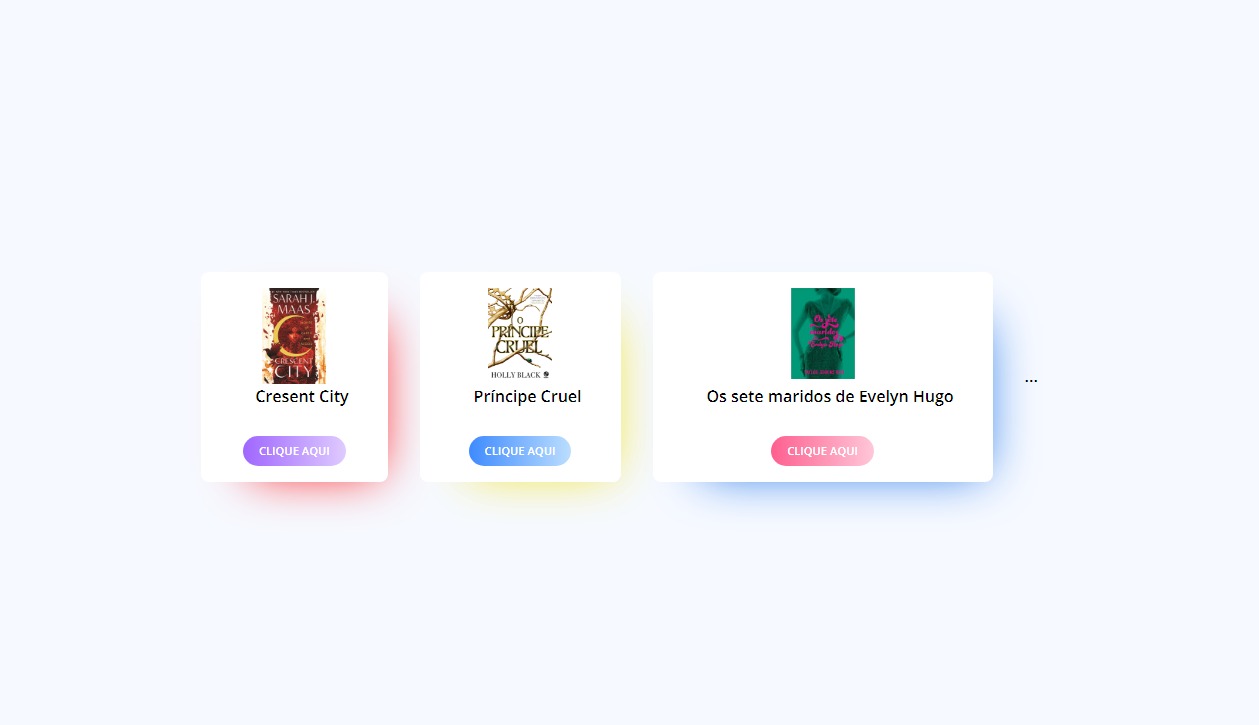 SARAH J.
MAAS
CRESCENT
CITY
Cresent City
CLIQUE AQUI
O
PRÍNCIPE
CRUEL
HOLLY BLACK
Príncipe Cruel
CLIQUE AQUI
Os sete
maridos
de
Evelyn Hugo
Os sete maridos de Evelyn Hugo
CLIQUE AQUI
...